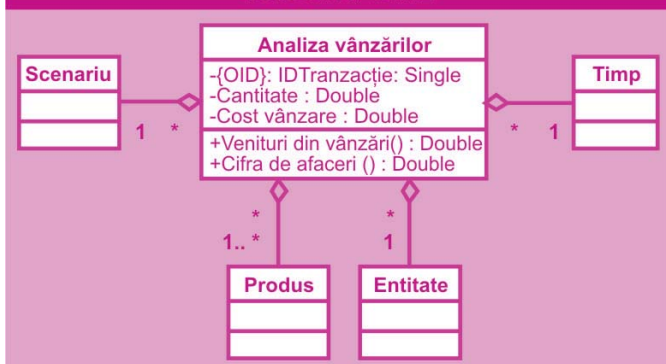 Analiza vânzărilor
-{OID}: IDTranzacție: Single
-Cantitate : Double
-Cost vânzare : Double
+Venituri din vânzări() : Double
+Cifra de afaceri () : Double
Scenariu
1 *
Timp
* 1
*
1.. *
*
1
Produs
Entitate